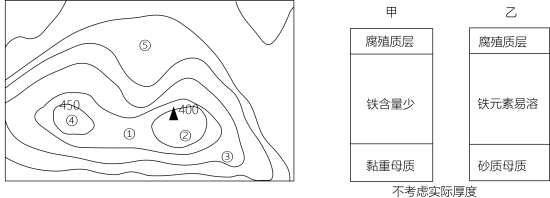 ⑤
450
400
④
①
②
③
甲
乙
腐殖质层
腐殖质层
铁含量少
铁元素易溶
黏重母质
砂质母质
不考虑实际厚度